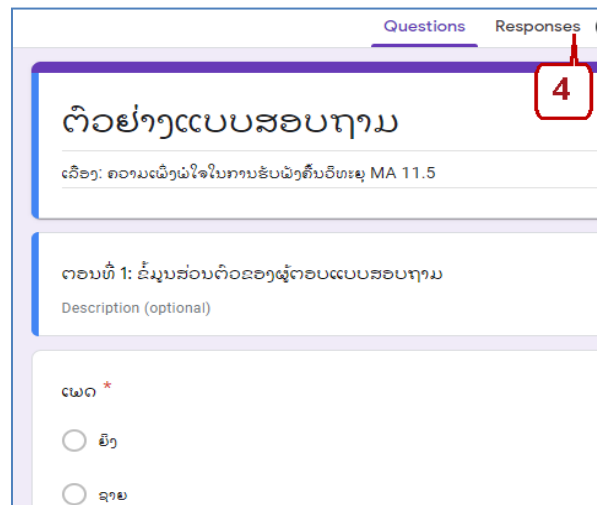 Questions Responses (
4
ຕົວຢ່າງແບບສອບຖາມ
ເລື່ອງ: ຄວາມເພິ່ງພໍໃຈໃນການຮັບຟັງຄື້ນວິທະຍຸ MA 11.5
ຕອນທີ່ 1: ຂໍ້ມູນສ່ວນຕົວຂອງຜູ້ຕອບແບບສອບຖາມ
Description (optional)
ເພດ *
ຍິງ
ຊາຍ